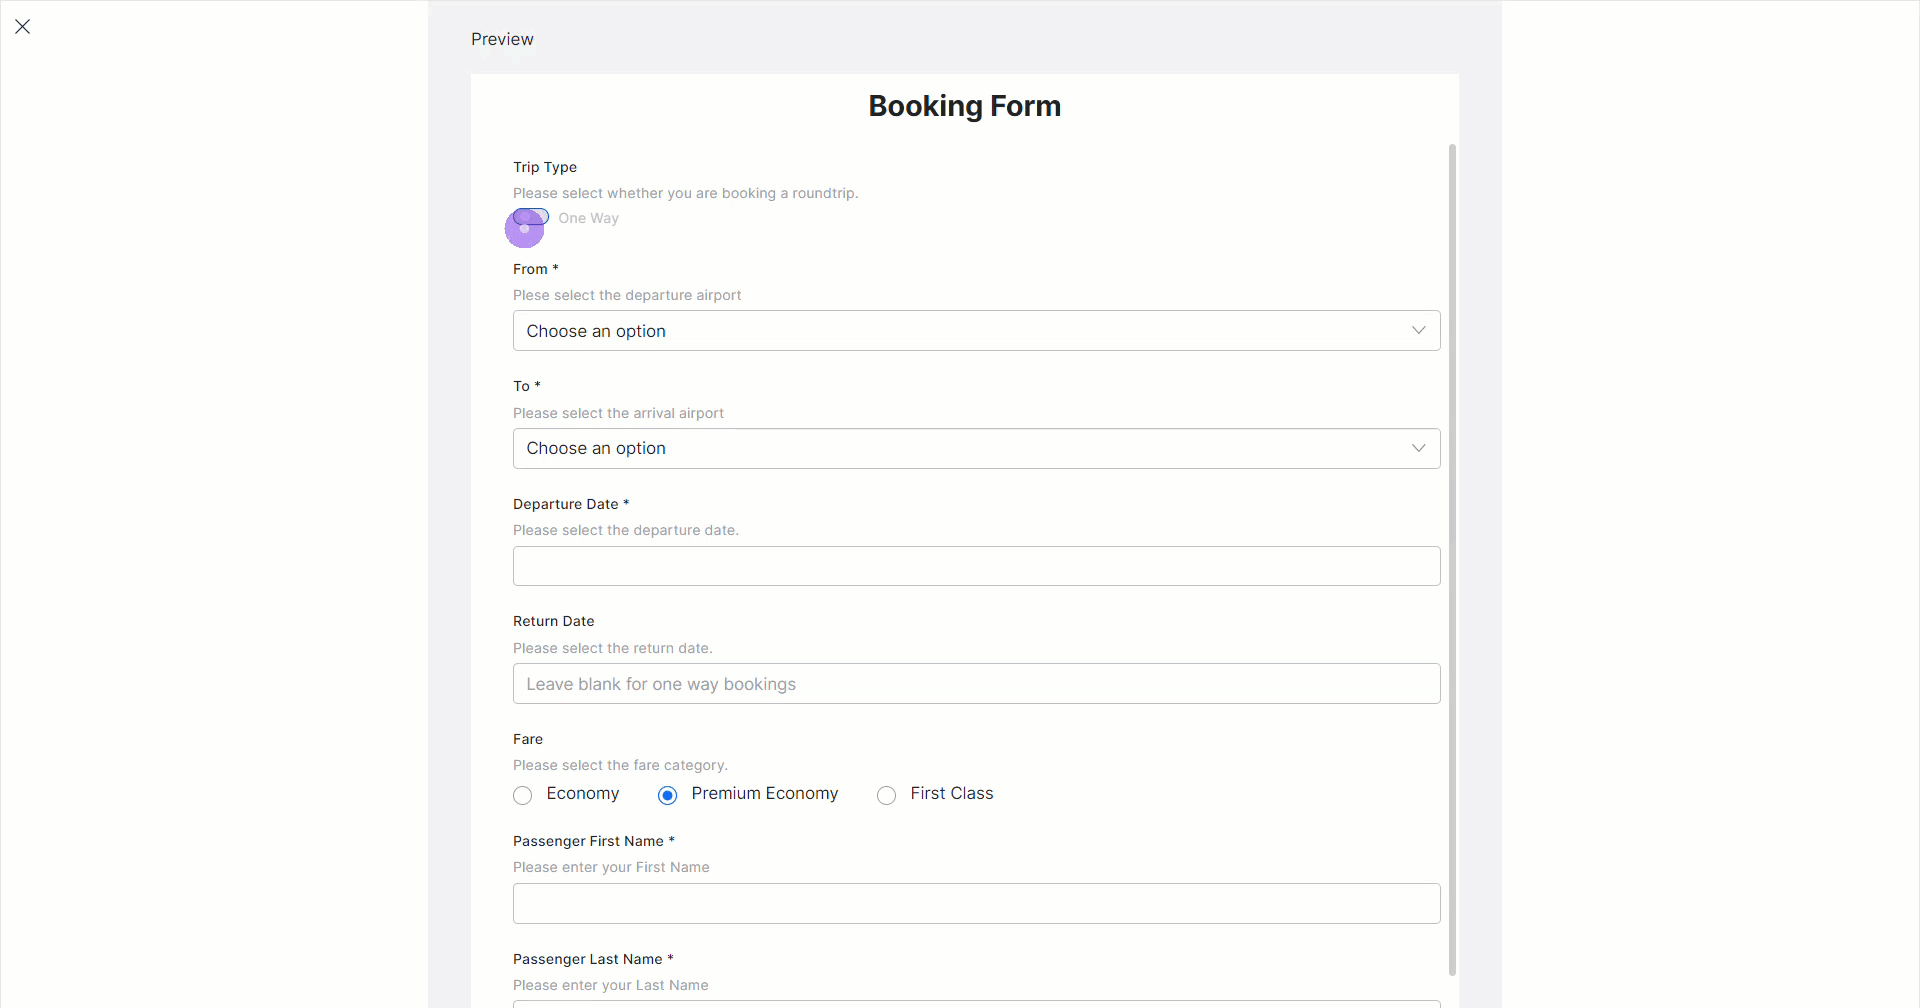 Preview
Booking Form
Trip Type
Please select whether you are booking a roundtrip.
One Way
From *
Plese select the departure airport
Choose an option
To *
Please select the arrival airport
Choose an option
Departure Date *
Please select the departure date.
Return Date
Please select the return date.
Leave blank for one way bookings
Fare
Please select the fare category.
Economy Premium Economy First Class
Passenger First Name *
Please enter your First Name
Passenger Last Name *
Please enter your Last Name